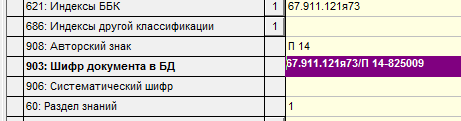 621: Индексы ББК 1 67.911.121я73
686: Индексы другой классификации 1
908: Авторский знак П 14
903: Шифр документа в БД 67.911.121я73/П 14-825009
906: Систематический шифр
60: Раздел знаний 1